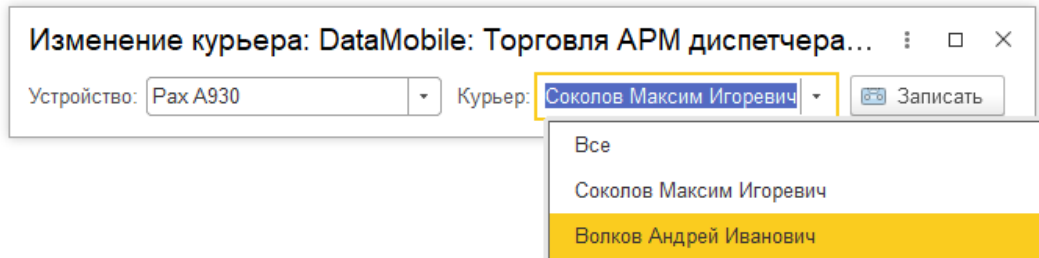 Изменение курьера: DataMobile: Торговля АРМ диспетчера...
Устройство: Pax A930 Курьер: Соколов Максим Игоревич Записать
Все
Соколов Максим Игоревич
Волков Андрей Иванович